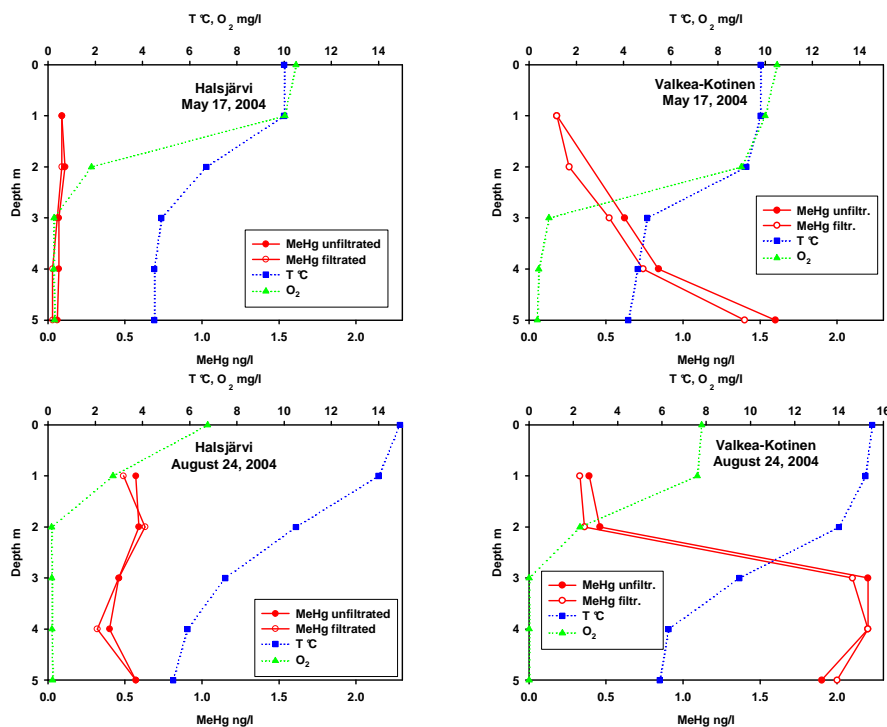 T °C, O2 mg/l
0 2 4 6 8 10 12 14
0
1
2
3
4
5
Depth m
Halsjärvi
May 17, 2004
MeHg unfiltrated
MeHg filtrated
T °C
O2
0.0 0.5 1.0 1.5 2.0
MeHg ng/l
T °C, O2 mg/l
0 2 4 6 8 10 12 14
0
1
2
3
4
5
Depth m
Valkea-Kotinen
May 17, 2004
MeHg unfiltr.
MeHg filtr.
T °C
O2
0.0 0.5 1.0 1.5 2.0
MeHg ng/l
T °C, O2 mg/l
0 2 4 6 8 10 12 14
0
1
2
3
4
5
Depth m
Halsjärvi
August 24, 2004
MeHg unfiltrated
MeHg filtrated
T °C
O2
0.0 0.5 1.0 1.5 2.0
MeHg ng/l
T °C, O2 mg/l
0 2 4 6 8 10 12 14 16
0
1
2
3
4
5
Depth m
Valkea-Kotinen
August 24, 2004
MeHg unfiltr.
MeHg filtr.
T °C
O2
0.0 0.5 1.0 1.5 2.0
MeHg ng/l